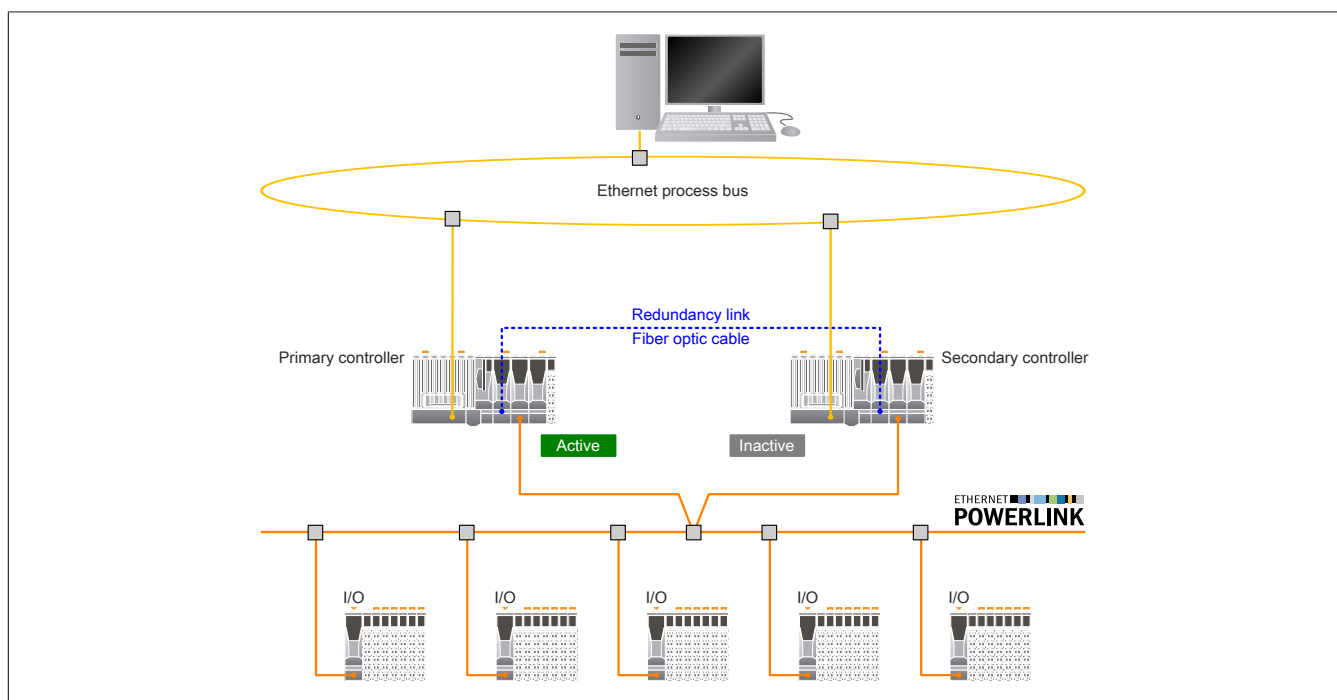 Ethernet process bus
Redundancy link
Fiber optic cable
Primary controller
Secondary controller
Active
Inactive
ETHERNET
POWERLINK
I/O
I/O
I/O
I/O
I/O